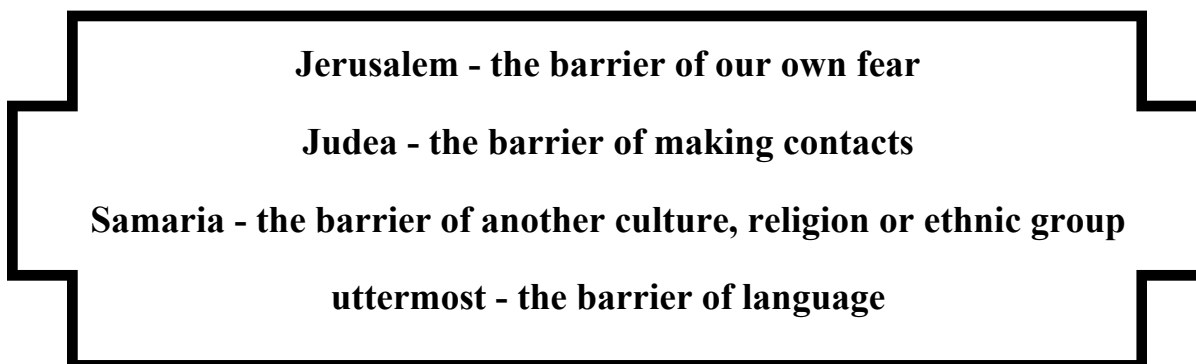 Jerusalem - the barrier of our own fear
Judea - the barrier of making contacts
Samaria - the barrier of another culture, religion or ethnic group
uttermost - the barrier of language